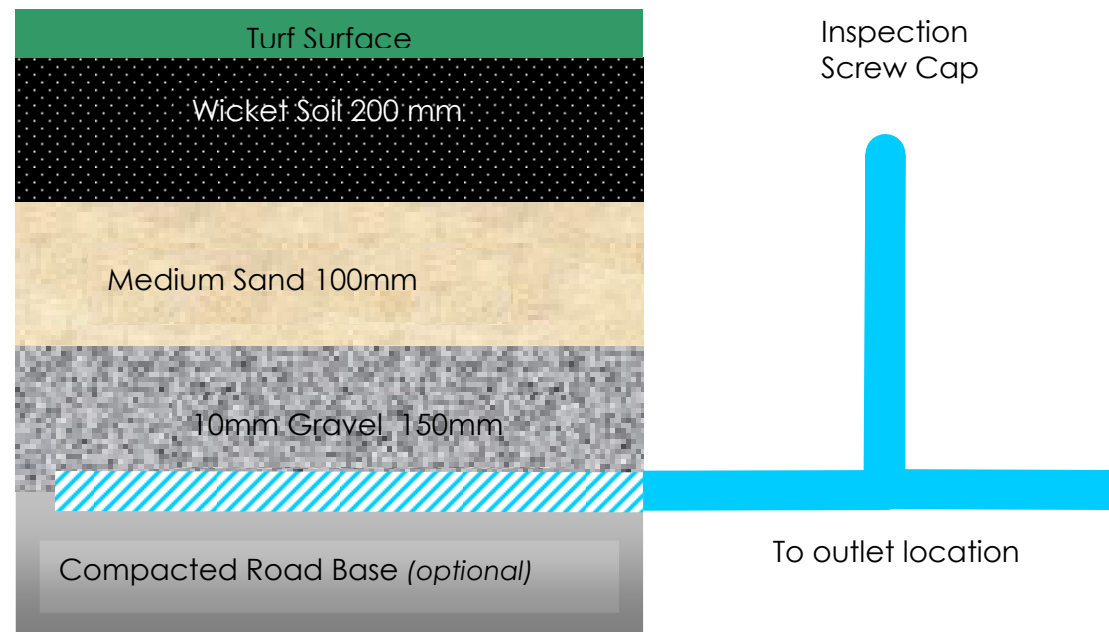 Turf Surface
Inspection
Screw Cap
Wicket Soil 200 mm
Medium Sand 100mm
10mm Gravel 150mm
To outlet location
Compacted Road Base (optional)